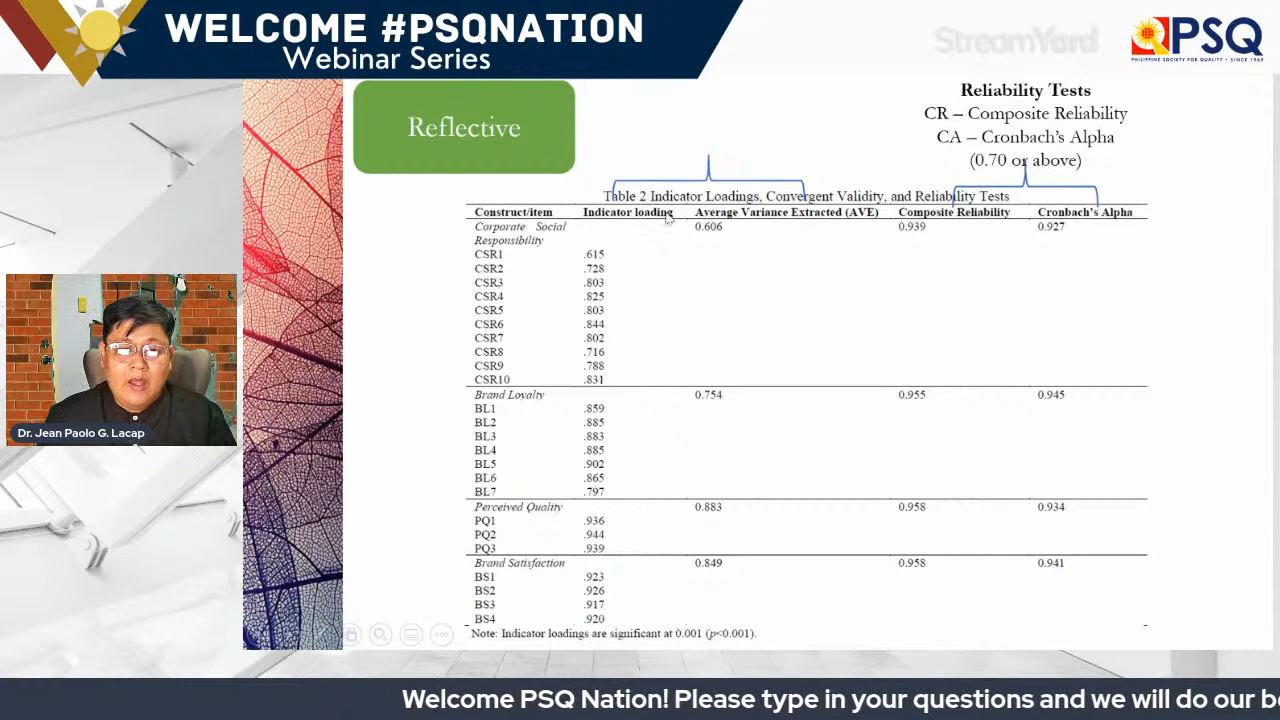 WELCOME #PSQNATION
Webinar Series
StreamYard
PSQ
PHILIPPINE SOCIETY FOR QUALITY • SINCE 1969
Reflective
Reliability Tests
CR – Composite Reliability
CA – Cronbach's Alpha
(0.70 or above)
Table 2 Indicator Loadings, Convergent Validity, and Reliability Tests
Construct/item Indicator loading Average Variance Extracted (AVE) Composite Reliability Cronbach's Alpha
Corporate Social 0.606 0.939 0.927
Responsibility
CSR1 .615
CSR2 .728
CSR3 .803
CSR4 .825
CSR5 .803
CSR6 .844
CSR7 .802
CSR8 .716
CSR9 .788
CSR10 .831
Brand Loyalty 0.754 0.955 0.945
BL1 .859
BL2 .885
BL3 .883
BL4 .885
BL5 .902
BL6 .865
BL7 .797
Perceived Quality 0.883 0.958 0.934
PQ1 .936
PQ2 .944
PQ3 .939
Brand Satisfaction 0.849 0.958 0.941
BS1 .923
BS2 .926
BS3 .917
BS4 .920
Note: Indicator loadings are significant at 0.001 (p<0.001).
Dr. Jean Paolo G. Lacap
Welcome PSQ Nation! Please type in your questions and we will do our b